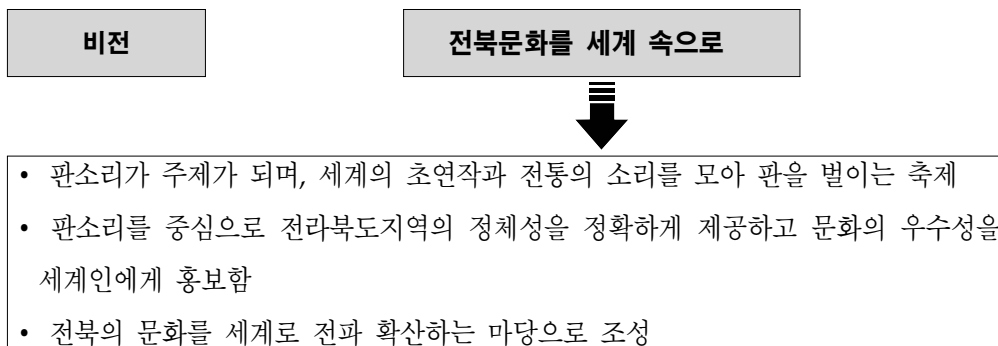 비전
전북문화를 세계 속으로
• 판소리가 주제가 되며, 세계의 초연작과 전통의 소리를 모아 판을 벌이는 축제
• 판소리를 중심으로 전라북도지역의 정체성을 정확하게 제공하고 문화의 우수성을
세계인에게 홍보함
• 전북의 문화를 세계로 전파 확산하는 마당으로 조성